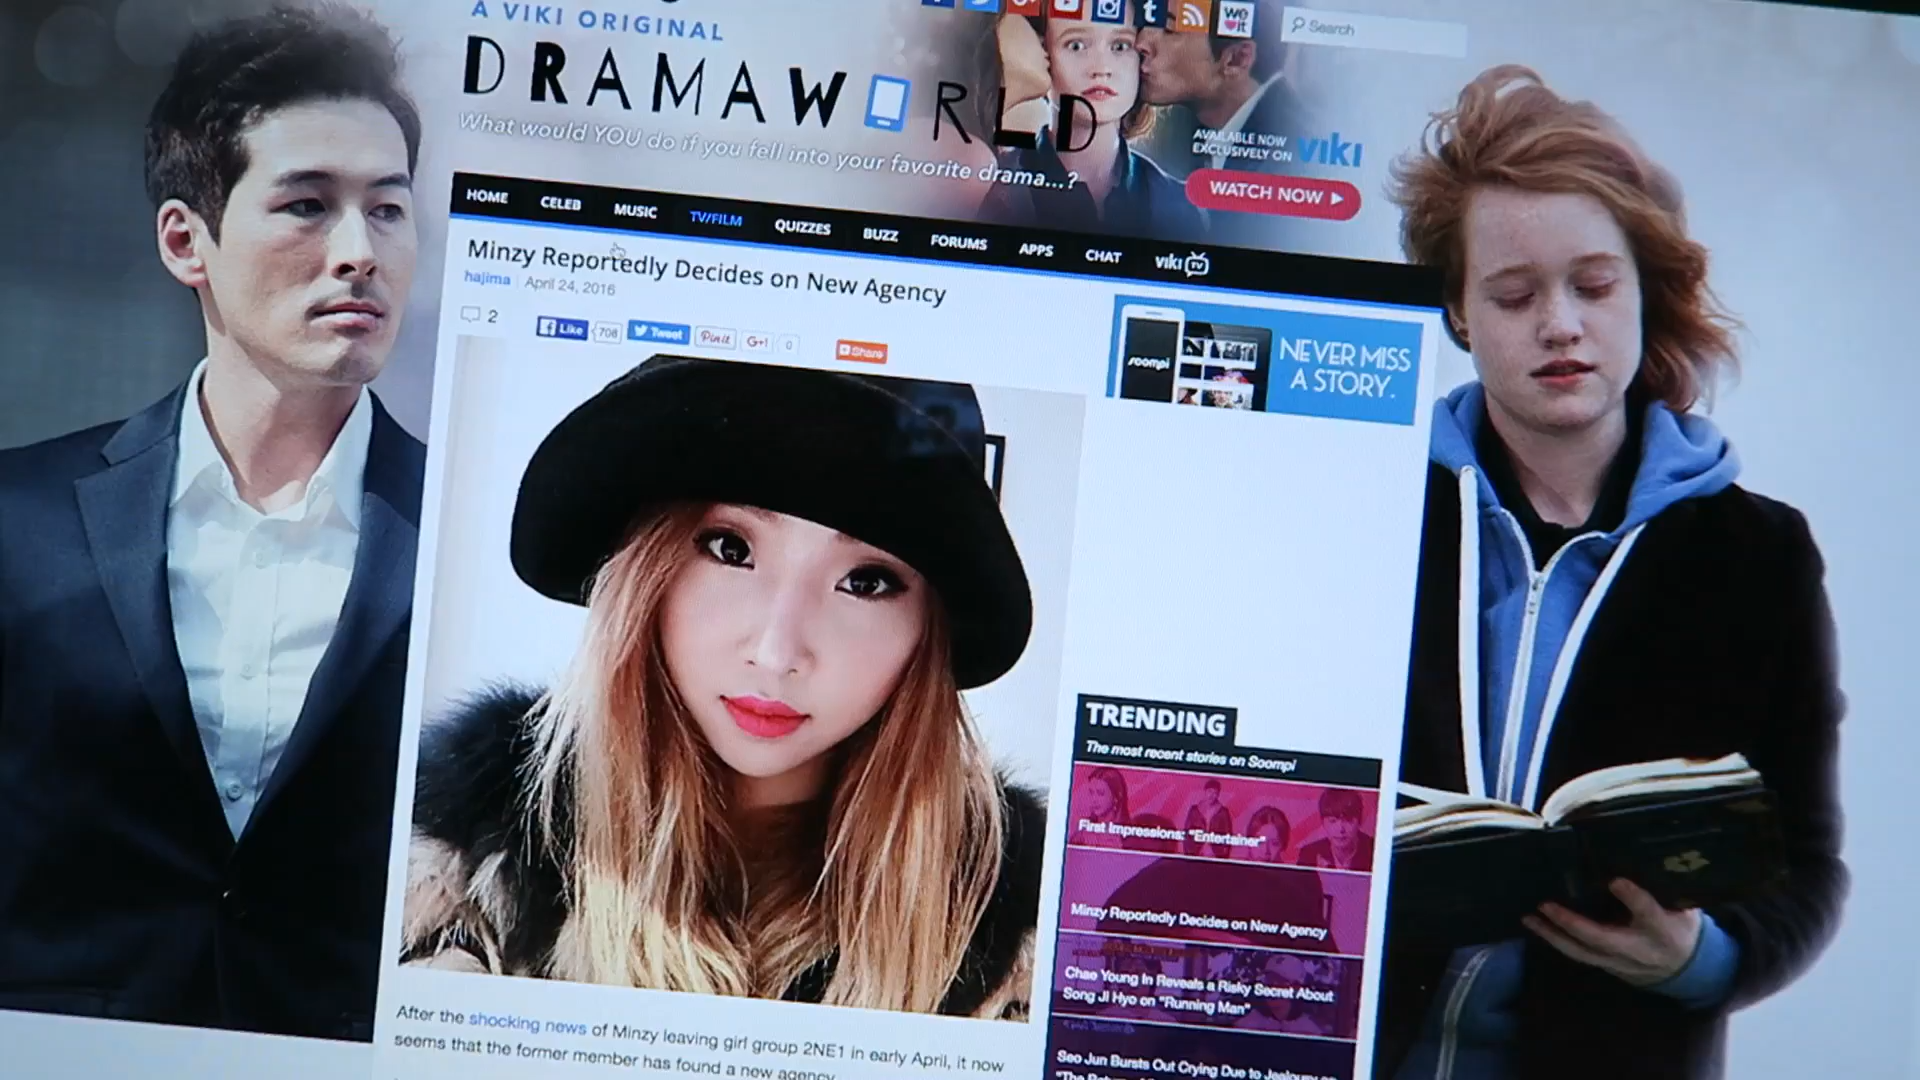 A VIKI ORIGINAL
DRAMAWORLD
What would YOU do if you fell into your favorite drama...?
we
it
Search
AVAILABLE NOW
EXCLUSIVELY ON VIKI
WATCH NOW
HOME CELEB MUSIC TV/FILM QUIZZES BUZZ FORUMS APPS CHAT VIKI TV
Minzy Reportedly Decides on New Agency
hajima April 24, 2016
2 Like 708 Tweet Pinit G+1 0 Share
soompi
NEVER MISS
A STORY.
TRENDING
The most recent stories on Soompi
First Impressions: "Entertainer"
Minzy Reportedly Decides on New Agency
Chae Young In Reveals a Risky Secret About
Song Ji Hyo on "Running Man"
Seo Jun Bursts Out Crying Due to Jealousy
"The
After the shocking news of Minzy leaving girl group 2NE1 in early April, it now
seems that the former member has found a new agency